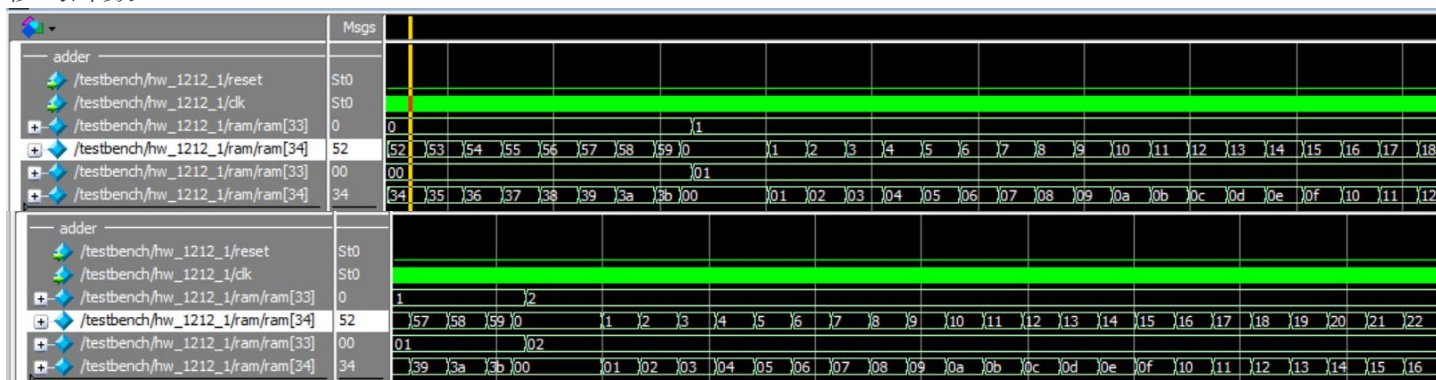 Msgs
adder
/testbench/hw_1212_1/reset St0
/testbench/hw_1212_1/clk St0
/testbench/hw_1212_1/ram/ram[33] 0 0 1
/testbench/hw_1212_1/ram/ram[34] 52 52 53 54 55 56 57 58 59 0 1 2 3 4 5 6 7 8 9 10 11 12 13 14 15 16 17 18
/testbench/hw_1212_1/ram/ram[33] 00 00 01
/testbench/hw_1212_1/ram/ram[34] 34 34 35 36 37 38 39 3a 3b 00 01 02 03 04 05 06 07 08 09 0a 0b 0c 0d 0e 0f 10 11 12
adder
/testbench/hw_1212_1/reset St0
/testbench/hw_1212_1/clk St0
/testbench/hw_1212_1/ram/ram[33] 0 1 2
/testbench/hw_1212_1/ram/ram[34] 52 57 58 59 0 1 2 3 4 5 6 7 8 9 10 11 12 13 14 15 16 17 18 19 20 21 22
/testbench/hw_1212_1/ram/ram[33] 00 01 02
/testbench/hw_1212_1/ram/ram[34] 34 39 3a 3b 00 01 02 03 04 05 06 07 08 09 0a 0b 0c 0d 0e 0f 10 11 12 13 14 15 16